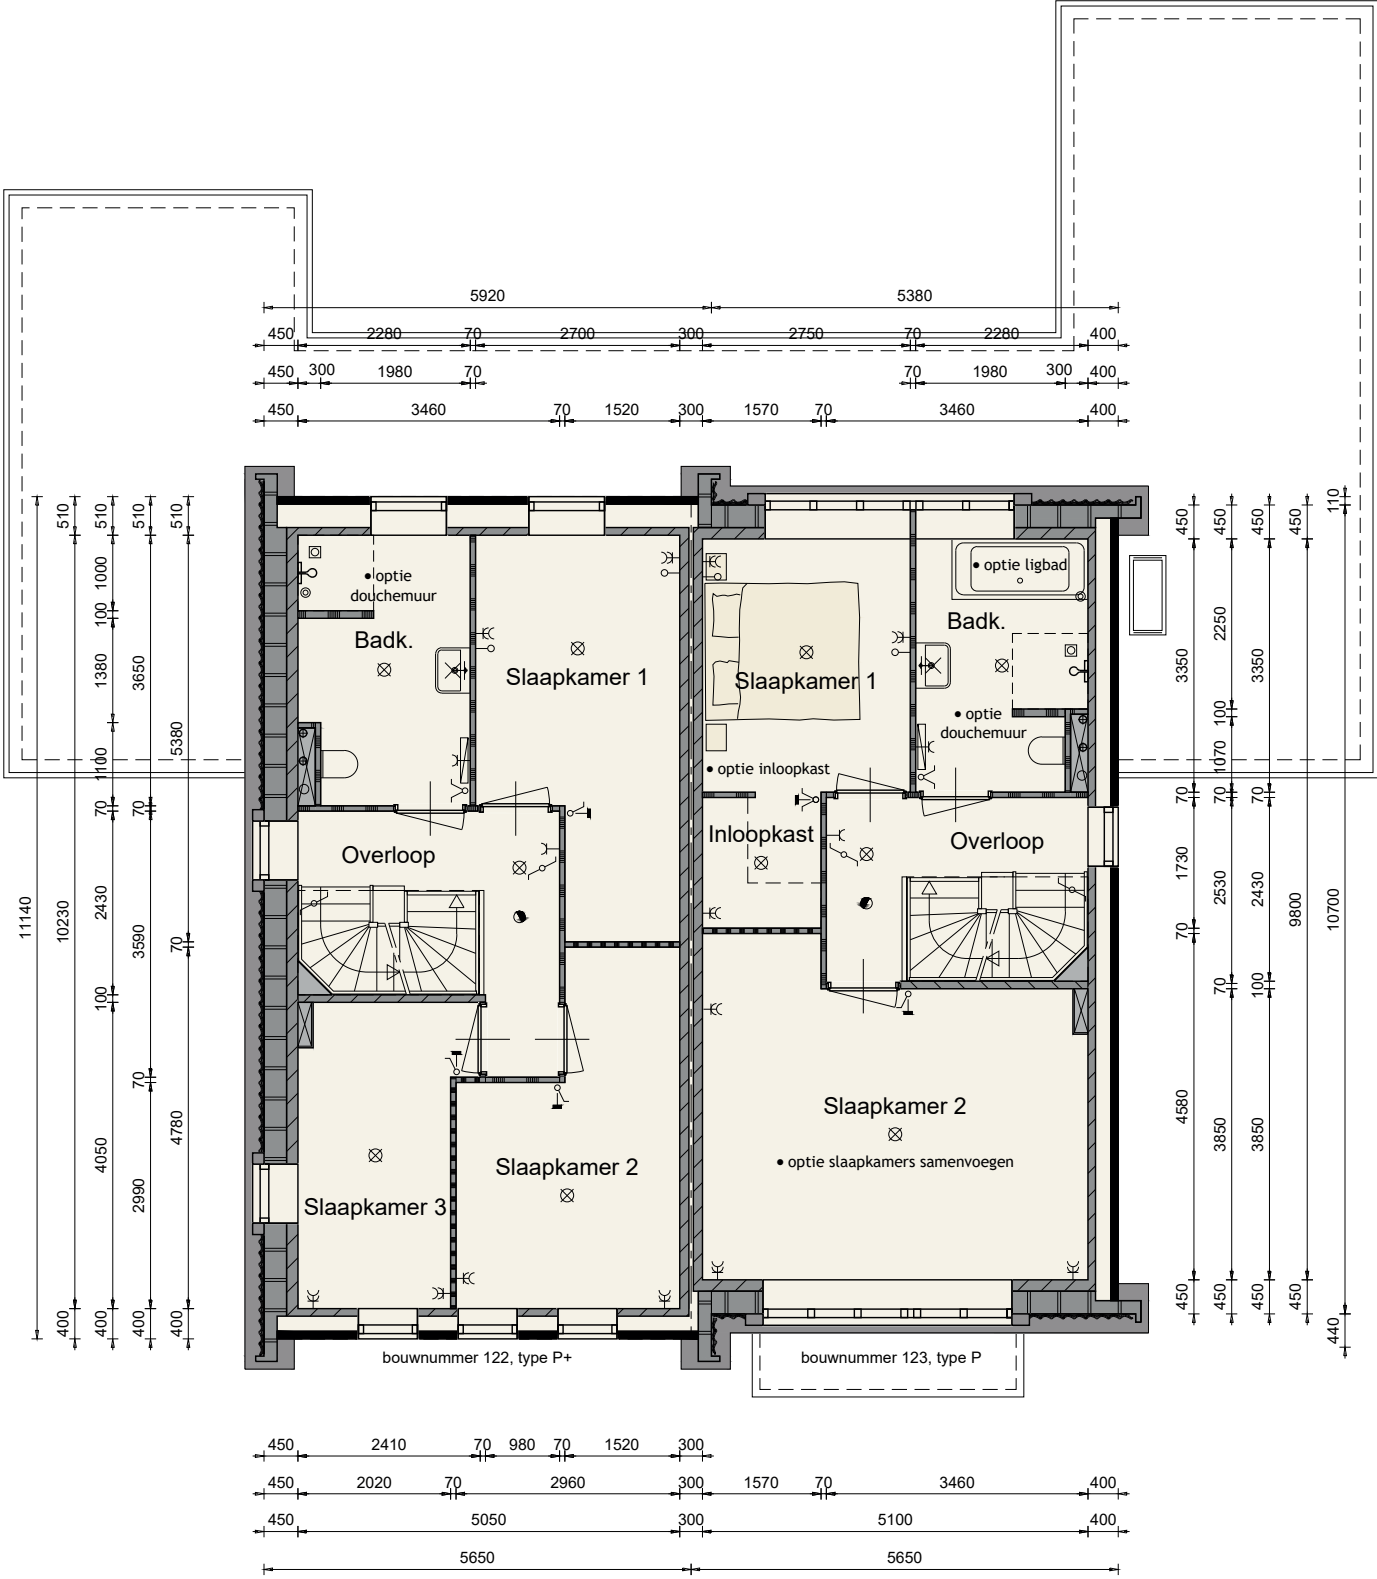 5920 5380
450 2280 70 2700 300 2750 70 2280 400
450 300 1980 70 70 1980 300 400
450 3460 70 1520 300 1570 70 3460 400
510 510 510 510
450 450 450 450 110
1000
100
1380
1100
70
2430
100
4050
400
3650
70
3590
70
2990
400
5380
70
4780
400
11140
10230
400
• optie
douchemuur
Badk.
Slaapkamer 1
Overloop
Slaapkamer 3
Slaapkamer 2
• optie ligbad
Badk.
Slaapkamer 1
• optie
douchemuur
• optie inloopkast
Inloopkast
Overloop
Slaapkamer 2
• optie slaapkamers samenvoegen
3350
70
1730
70
4580
450
2250
100
1070
70
2530
70
3850
450
3350
70
2430
100
3850
450
9800
450
10700
440
bouwnummer 122, type P+
bouwnummer 123, type P
450 2410 70 980 70 1520 300
450 2020 70 2960 300 1570 70 3460 400
450 5050 300 5100 400
5650 5650